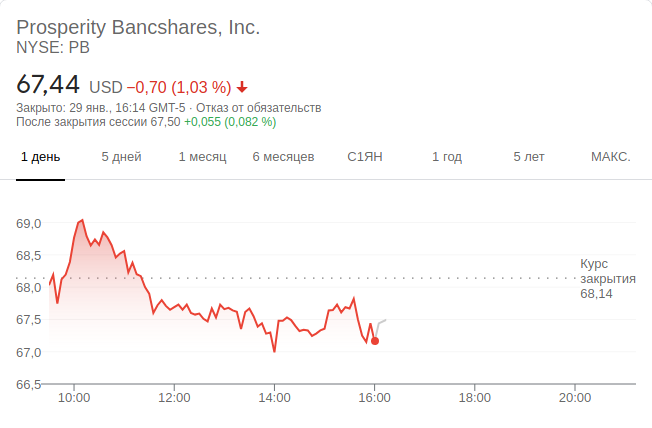 Prosperity Bancshares, Inc.
NYSE: PB
67,44 USD −0,70 (1,03 %)
Закрыто: 29 янв., 16:14 GMT-5 · Отказ от обязательств
После закрытия сессии 67,50 +0,055 (0,082 %)
1 день 5 дней 1 месяц 6 месяцев С1ЯН 1 год 5 лет МАКС.
69,0
68,5
Курс
закрытия
68,14
68,0
67,5
67,0
66,5
10:00 12:00 14:00 16:00 18:00 20:00